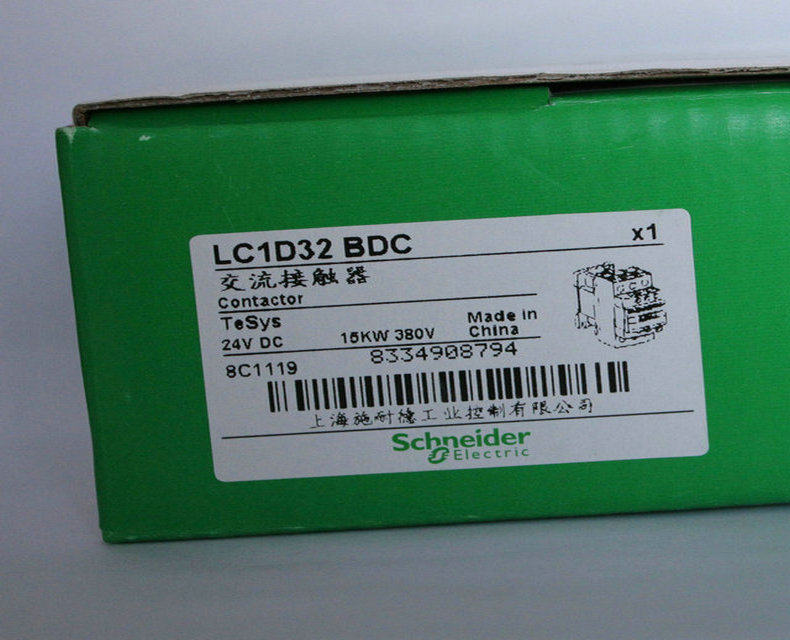 LC1D32 BDC x1
交流接触器
Contactor
TeSys
24V DC 15KW 380V Made in China
8334908794
8C1119
上海施耐德工业控制有限公司
Schneider
Electric